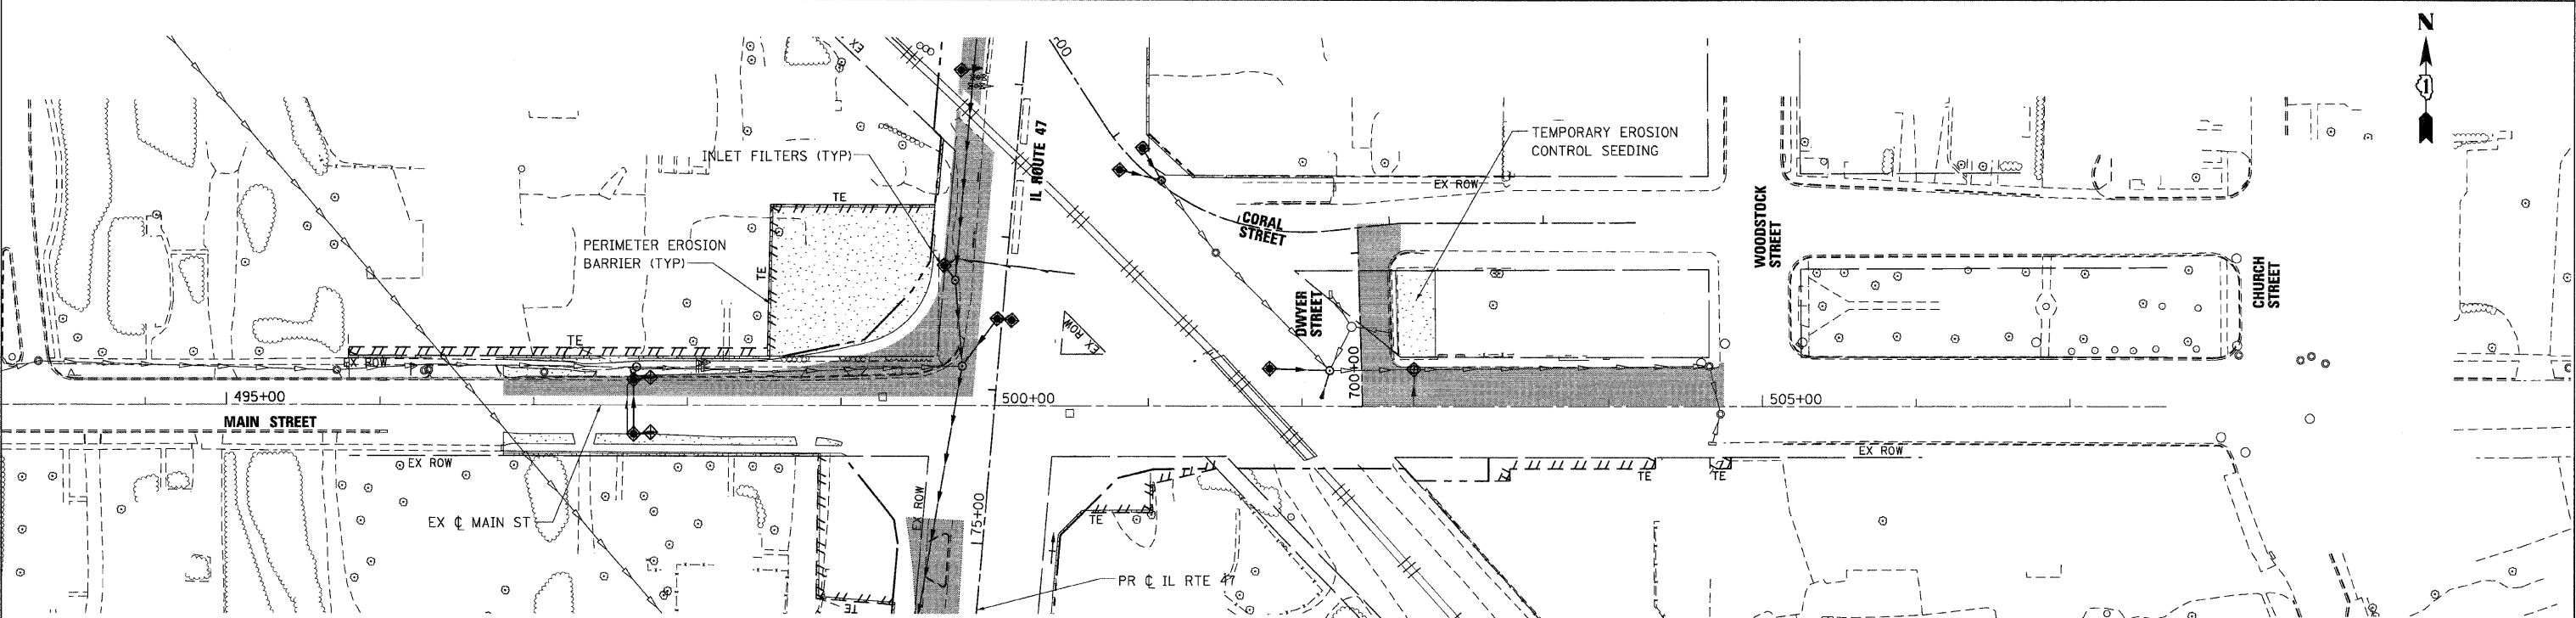 N
EX
00+
IL ROUTE 47
INLET FILTERS (TYP)
TEMPORARY EROSION
CONTROL SEEDING
EX ROW
TE
CORAL
STREET
WOODSTOCK
STREET
PERIMETER EROSION
BARRIER (TYP)
TE
CHURCH
STREET
DWYER
STREET
EX ROW
TE
EX ROW
700+00
495+00
500+00
505+00
MAIN STREET
EX ROW
EX ROW
TE
TE
EX ℄ MAIN ST
EX ROW
75+00
TE
PR ℄ IL RTE 47
TE